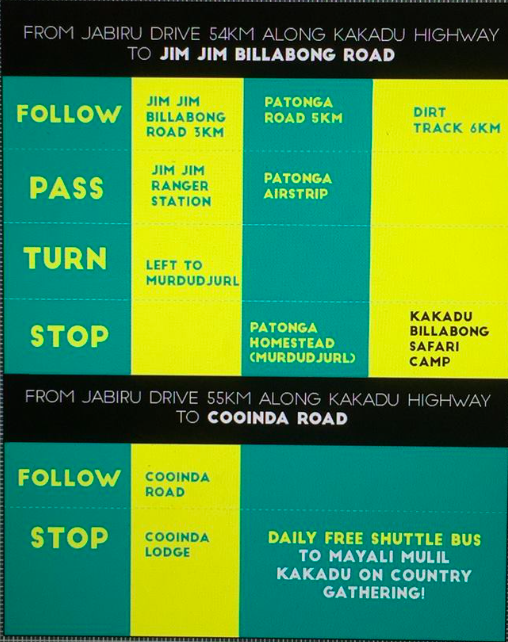 FROM JABIRU DRIVE 54KM ALONG KAKADU HIGHWAY
TO JIM JIM BILLABONG ROAD
FOLLOW
JIM JIM
BILLABONG
ROAD 3KM
PATONGA
ROAD 5KM
DIRT
TRACK 6KM
PASS
JIM JIM
RANGER
STATION
PATONGA
AIRSTRIP
TURN
LEFT TO
MURDUDJURL
STOP
PATONGA
HOMESTEAD
(MURDUDJURL)
KAKADU
BILLABONG
SAFARI
CAMP
FROM JABIRU DRIVE 55KM ALONG KAKADU HIGHWAY
TO COOINDA ROAD
FOLLOW
COOINDA
ROAD
STOP
COOINDA
LODGE
DAILY FREE SHUTTLE BUS
TO MAYALI MULIL
KAKADU ON COUNTRY
GATHERING!